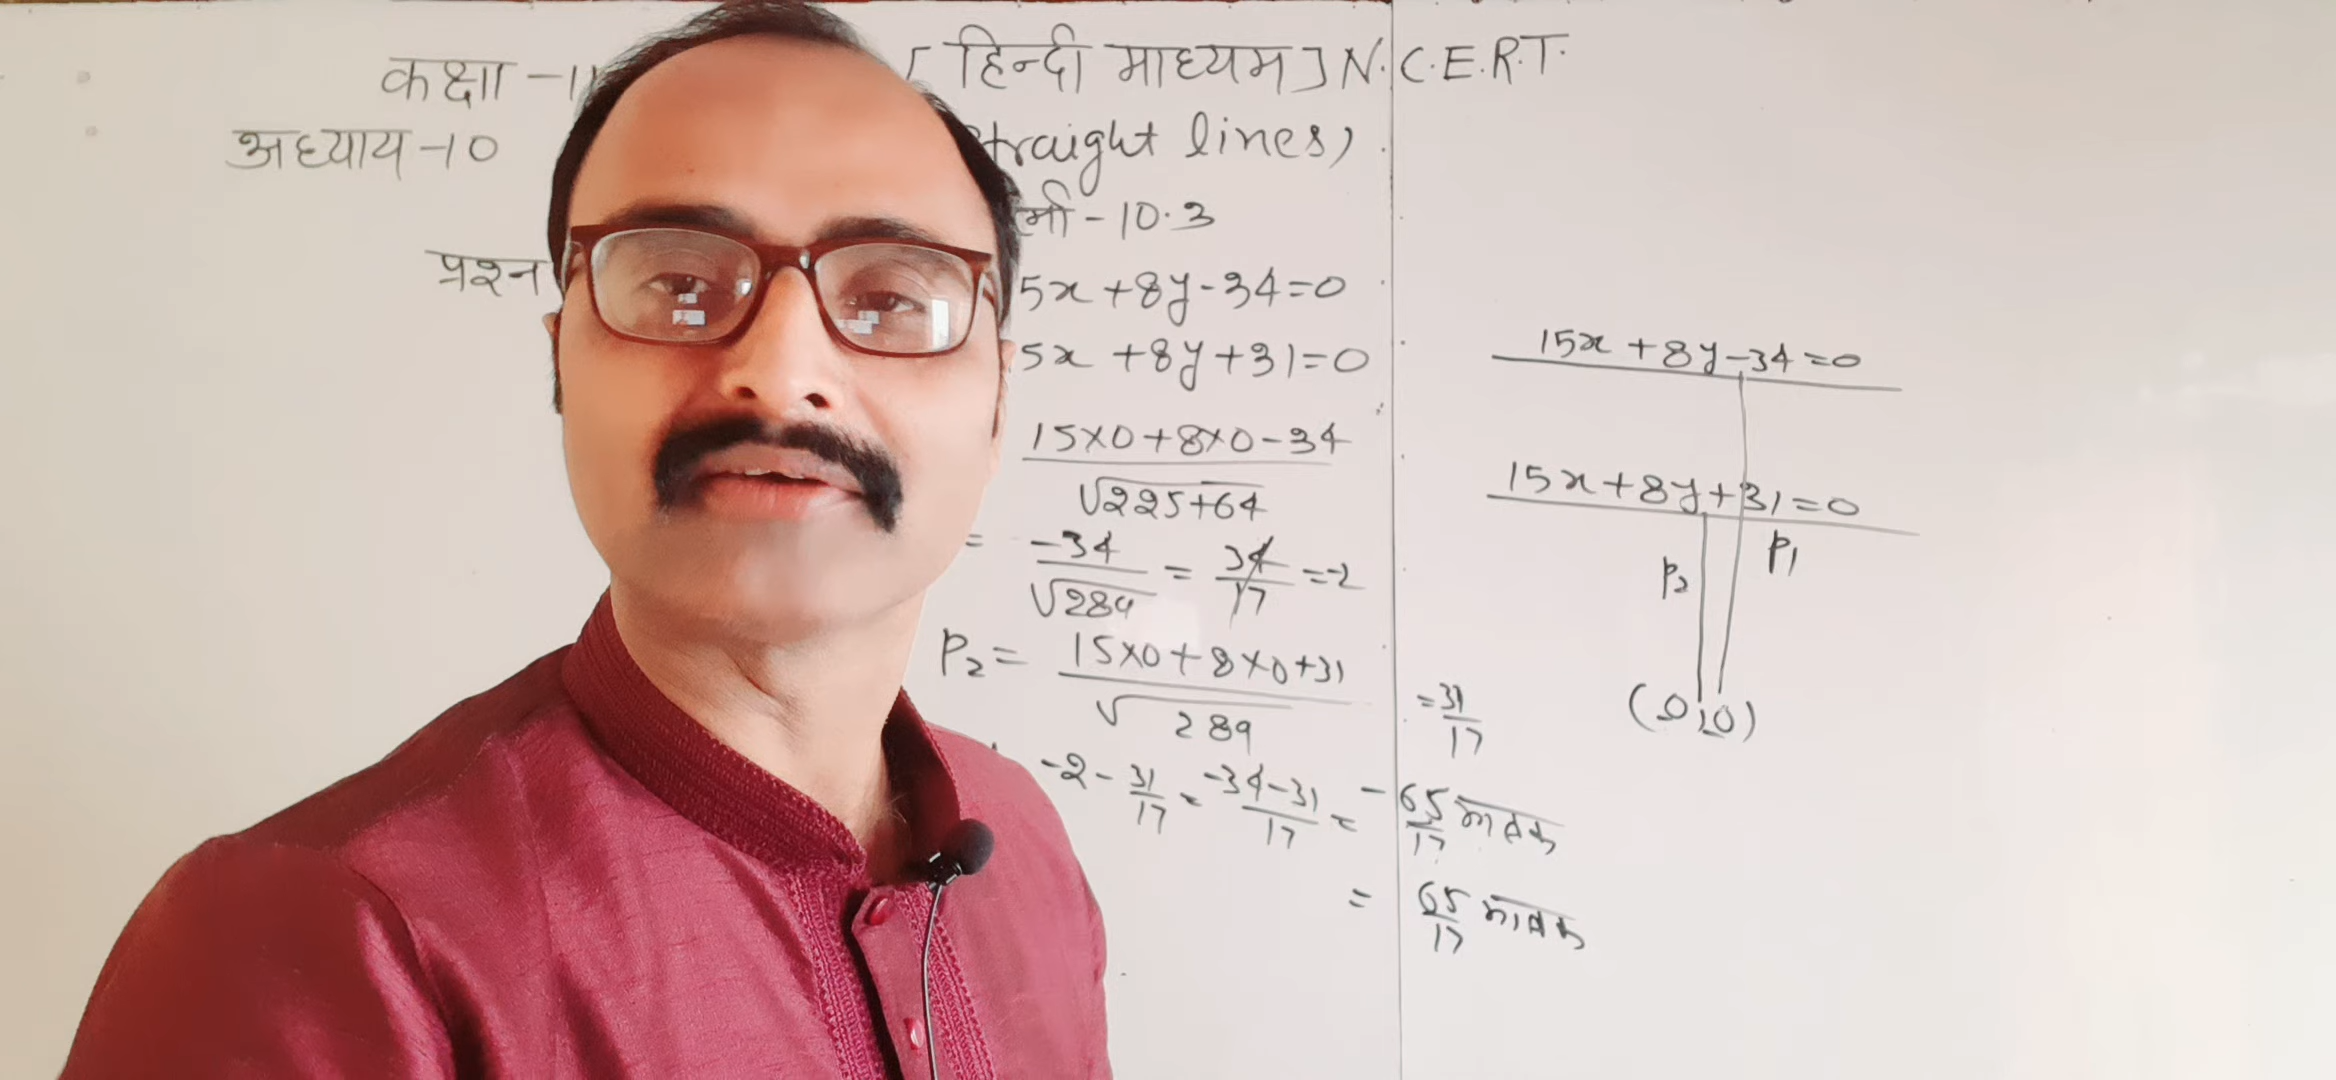 कक्षा-11 [हिन्दी माध्यम] N.C.E.R.T.
अध्याय-10 straight lines)
- 10.3
प्रश्न 5x+8y-34=0
5x+8y+31=0
15x0+8x0-34
√225+64
= -34/√289 = 34/17 = -2
P₂ = 15x0+8x0+31
√289
= 31/17
-2 - 31/17 = -34-31/17 = -65/17 मात्रक
= 65/17 मात्रक
15x+8y-34=0
15x+8y+31=0
P₂ P₁
(0,0)